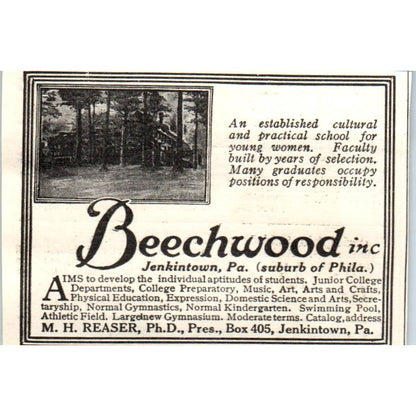 An established cultural
and practical school for
young women. Faculty
built by years of selection.
Many graduates occupy
positions of responsibility.
Beechwood inc
Jenkintown, Pa. (suburb of Phila.)
AIMS to develop the individual aptitudes of students. Junior College
Departments, College Preparatory, Music, Art, Arts and Crafts,
Physical Education, Expression, Domestic Science and Arts, Secre-
taryship, Normal Gymnastics, Normal Kindergarten. Swimming Pool,
Athletic Field. Large new Gymnasium. Moderate terms. Catalog, address
M. H. REASER, Ph.D., Pres., Box 405, Jenkintown, Pa.